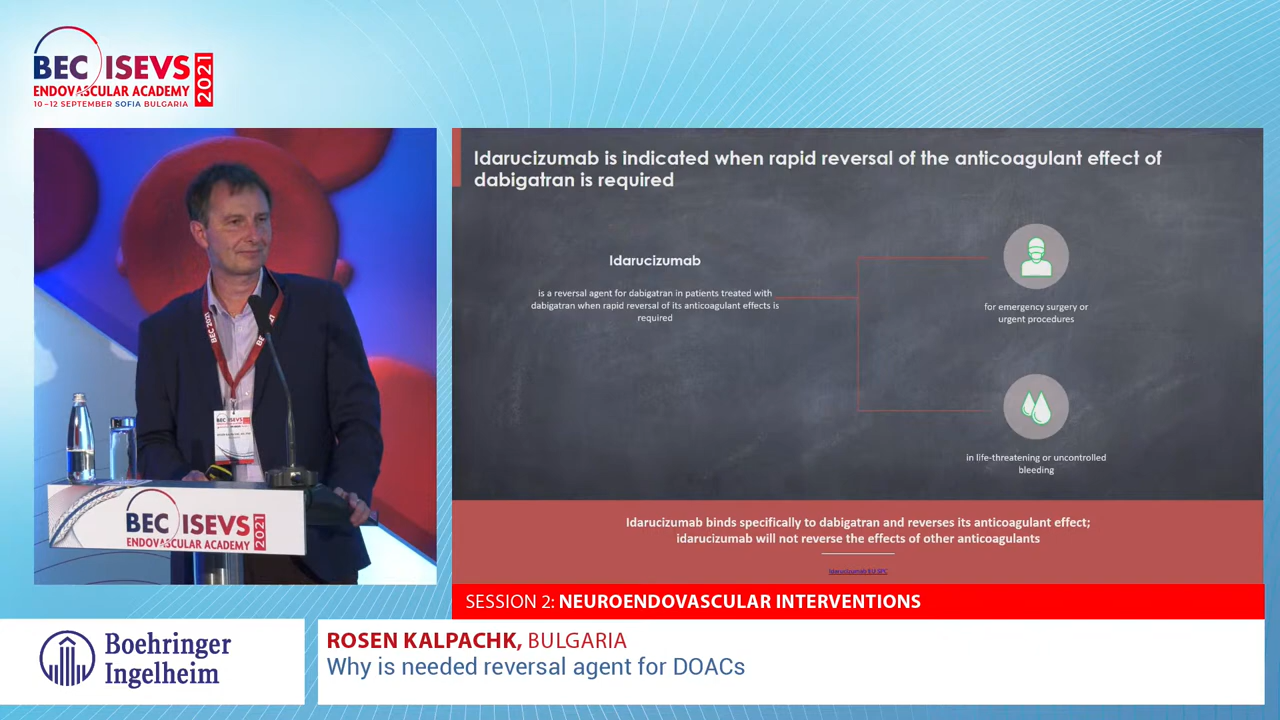 BEC ISEVS
ENDOVASCULAR ACADEMY
2021
10–12 SEPTEMBER SOFIA BULGARIA
BEC 2021
BEC ISEVS
BEC ISEVS
ENDOVASCULAR ACADEMY
2021
Idarucizumab is indicated when rapid reversal of the anticoagulant effect of
dabigatran is required
Idarucizumab
is a reversal agent for dabigatran in patients treated with
dabigatran when rapid reversal of its anticoagulant effects is
required
for emergency surgery or
urgent procedures
in life-threatening or uncontrolled
bleeding
Idarucizumab binds specifically to dabigatran and reverses its anticoagulant effect;
idarucizumab will not reverse the effects of other anticoagulants
Idarucizumab EU SPC
SESSION 2: NEUROENDOVASCULAR INTERVENTIONS
Boehringer
Ingelheim
ROSEN KALPACHK, BULGARIA
Why is needed reversal agent for DOACs